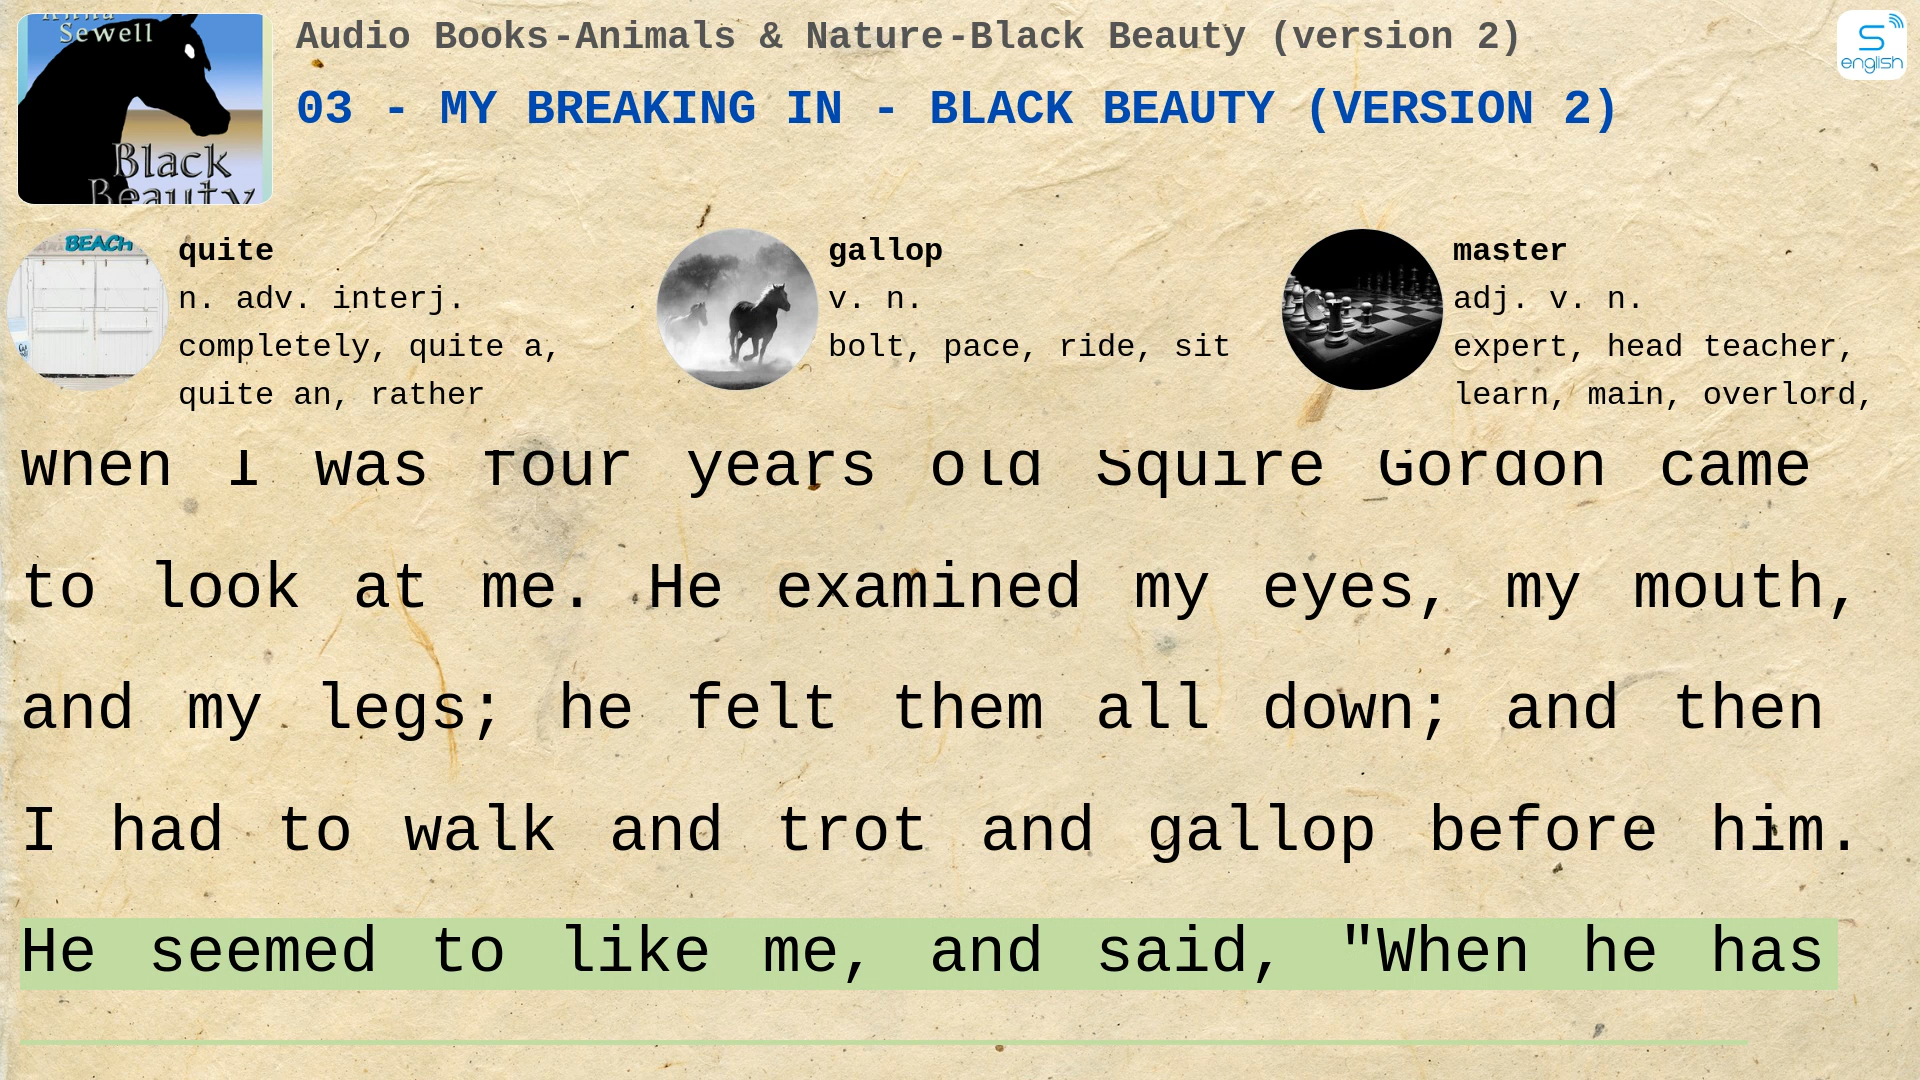 Anna
Sewell
Black
Beauty
Audio Books-Animals & Nature-Black Beauty (version 2)
03 - MY BREAKING IN - BLACK BEAUTY (VERSION 2)
S
english
BEACH
quite
n. adv. interj.
completely, quite a,
quite an, rather
gallop
v. n.
bolt, pace, ride, sit
master
adj. v. n.
expert, head teacher,
learn, main, overlord,
when I was four years old Squire Gordon came
to look at me. He examined my eyes, my mouth,
and my legs; he felt them all down; and then
I had to walk and trot and gallop before him.
He seemed to like me, and said, "When he has